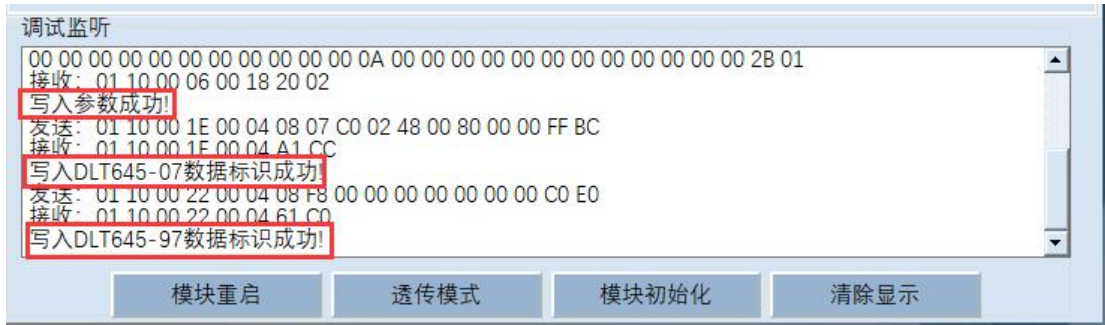 调试监听
00 00 00 00 00 00 00 00 00 00 00 0A 00 00 00 00 00 00 00 00 00 00 00 00 2B 01
接收：01 10 00 06 00 18 20 02
写入参数成功!
发送：01 10 00 1E 00 04 08 07 C0 02 48 00 80 00 00 FF BC
接收：01 10 00 1E 00 04 A1 CC
写入DLT645-07数据标识成功!
发送：01 10 00 22 00 04 08 F8 00 00 00 00 00 00 00 C0 E0
接收：01 10 00 22 00 04 61 C0
写入DLT645-97数据标识成功!
模块重启 透传模式 模块初始化 清除显示